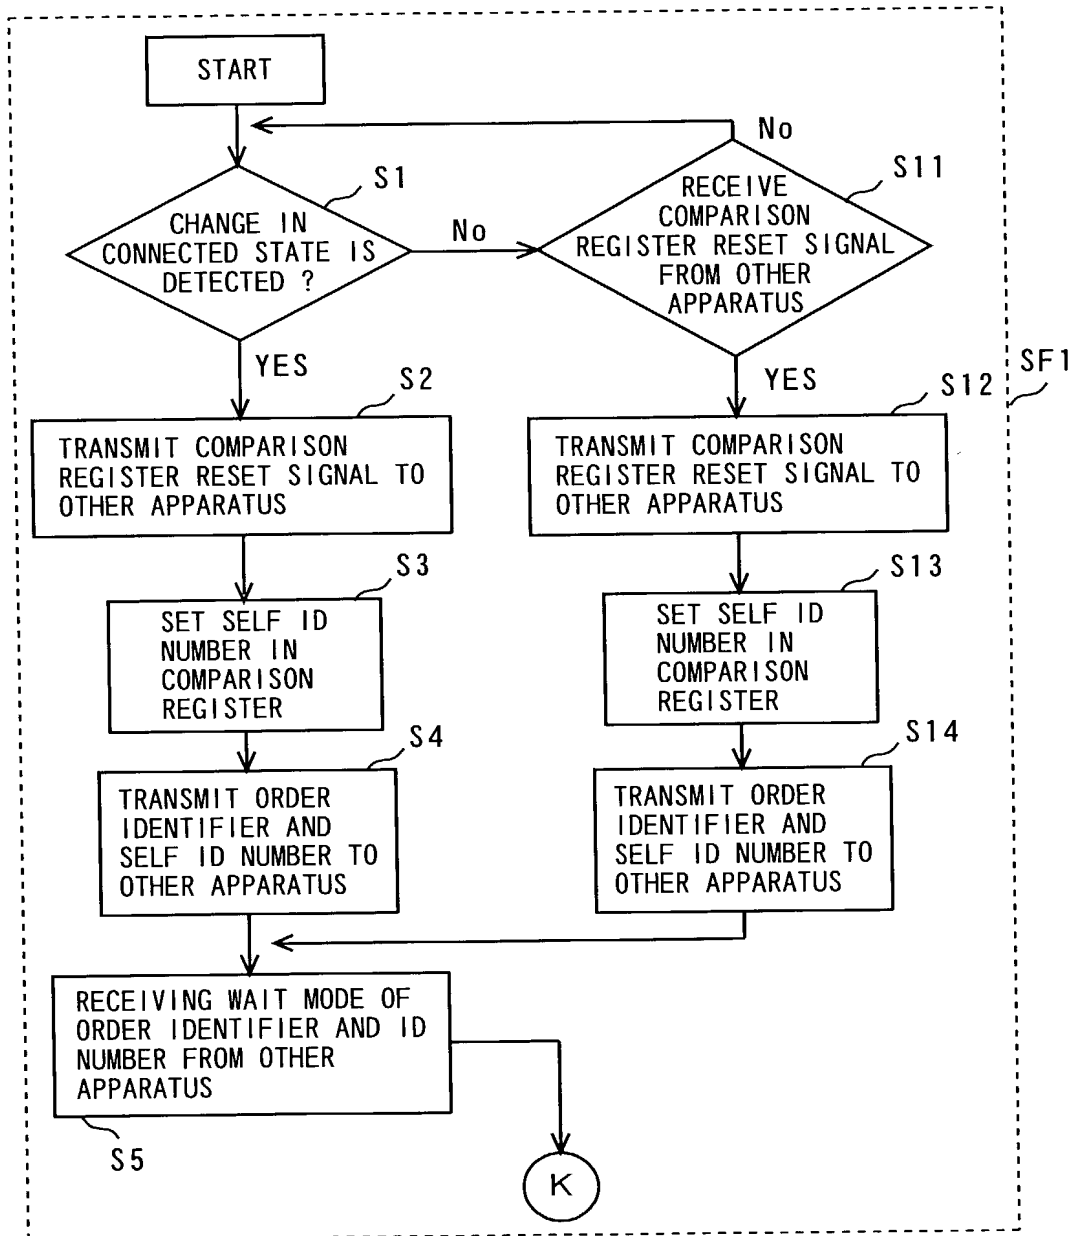 START
No
S1
CHANGE IN
CONNECTED STATE IS
DETECTED ?
No
S11
RECEIVE
COMPARISON
REGISTER RESET SIGNAL
FROM OTHER
APPARATUS
YES
S2
TRANSMIT COMPARISON
REGISTER RESET SIGNAL TO
OTHER APPARATUS
YES
S12
TRANSMIT COMPARISON
REGISTER RESET SIGNAL TO
OTHER APPARATUS
SF1
S3
SET SELF ID
NUMBER IN
COMPARISON
REGISTER
S13
SET SELF ID
NUMBER IN
COMPARISON
REGISTER
S4
TRANSMIT ORDER
IDENTIFIER AND
SELF ID NUMBER TO
OTHER APPARATUS
S14
TRANSMIT ORDER
IDENTIFIER AND
SELF ID NUMBER TO
OTHER APPARATUS
RECEIVING WAIT MODE OF
ORDER IDENTIFIER AND ID
NUMBER FROM OTHER
APPARATUS
S5
K